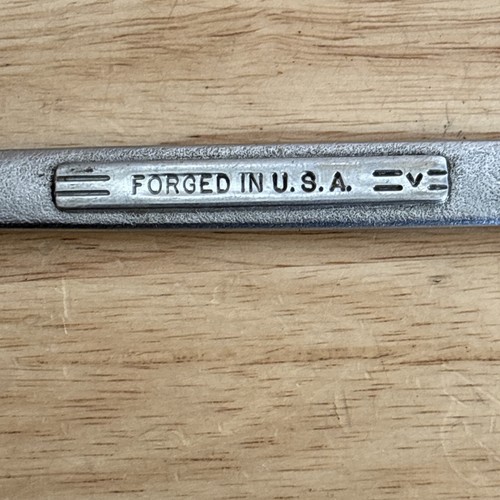 FORGED IN U.S.A. =V=